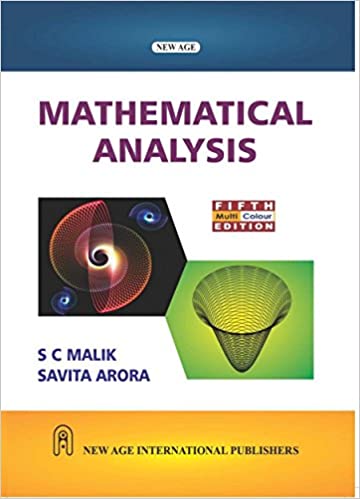 NEW AGE
MATHEMATICAL
ANALYSIS
FIFTH
Multi Colour
EDITION
S C MALIK
SAVITA ARORA
NEW AGE INTERNATIONAL PUBLISHERS